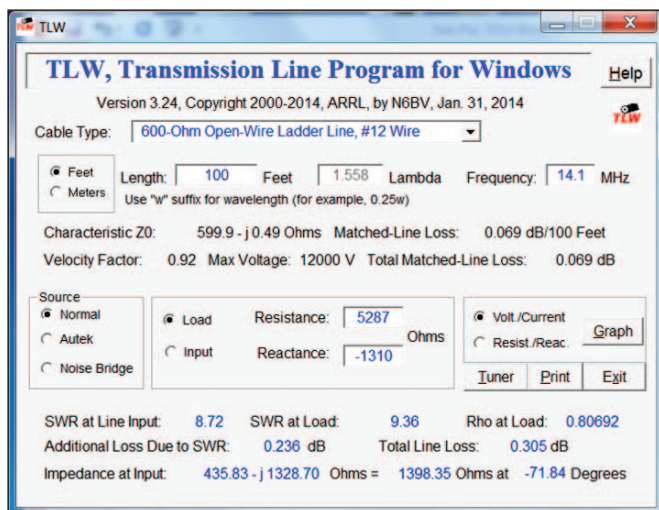 TLW
TLW, Transmission Line Program for Windows
Help
Version 3.24, Copyright 2000-2014, ARRL, by N6BV, Jan. 31, 2014
TLW
Cable Type: 600-Ohm Open-Wire Ladder Line, #12 Wire
Feet
Meters
Length: 100 Feet 1.558 Lambda Frequency: 14.1 MHz
Use "w" suffix for wavelength (for example, 0.25w)
Characteristic Z0: 599.9 - j 0.49 Ohms Matched-Line Loss: 0.069 dB/100 Feet
Velocity Factor: 0.92 Max Voltage: 12000 V Total Matched-Line Loss: 0.069 dB
Source
Normal
Autek
Noise Bridge
Load
Input
Resistance: 5287
Ohms
Reactance: -1310
Volt./Current
Resist./Reac.
Graph
Tuner Print Exit
SWR at Line Input: 8.72 SWR at Load: 9.36 Rho at Load: 0.80692
Additional Loss Due to SWR: 0.236 dB Total Line Loss: 0.305 dB
Impedance at Input: 435.83 - j 1328.70 Ohms = 1398.35 Ohms at -71.84 Degrees